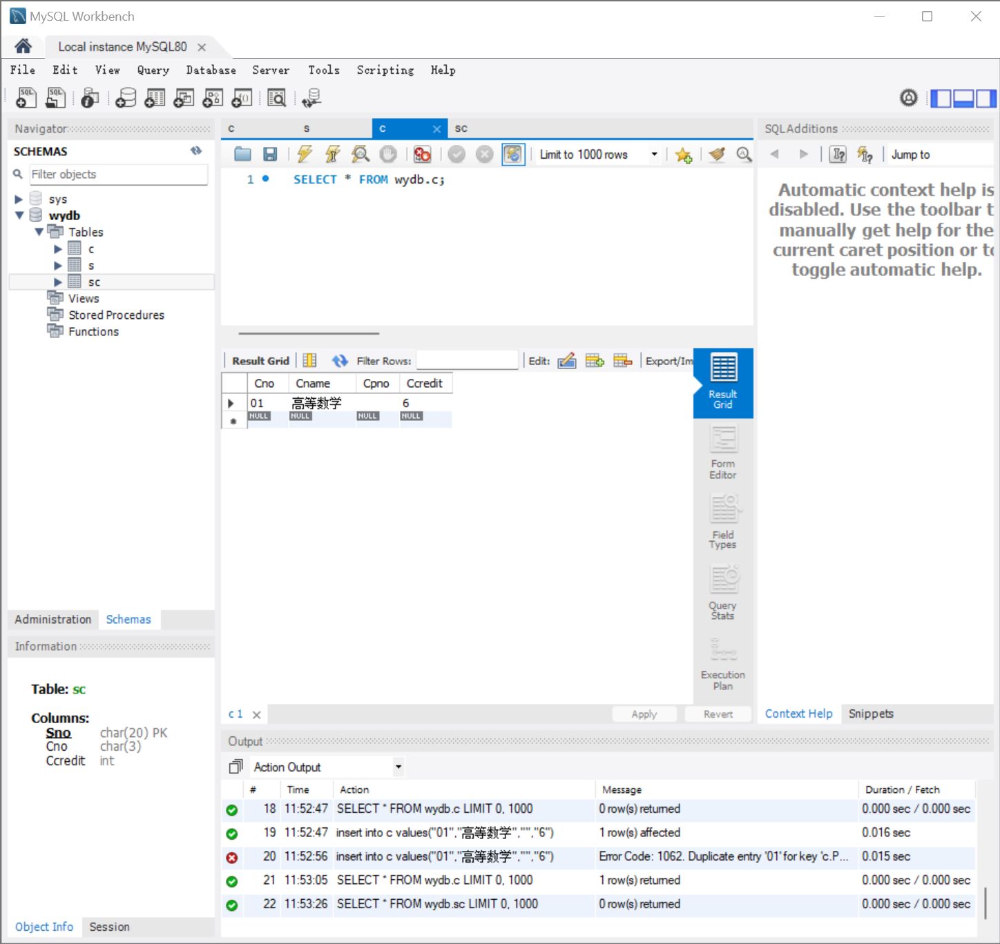 MySQL Workbench
Local instance MySQL80
File Edit View Query Database Server Tools Scripting Help
Navigator
SCHEMAS
Filter objects
sys
wydb
Tables
c
s
sc
Views
Stored Procedures
Functions
Administration Schemas
Information
Table: sc
Columns:
Sno char(20) PK
Cno char(3)
Ccredit int
Object Info Session
c s c sc
Limit to 1000 rows
1 SELECT * FROM wydb.c;
Result Grid Filter Rows: Edit: Export/Im
Cno Cname Cpno Ccredit
01 高等数学 6
NULL NULL NULL NULL
Result
Grid
Form
Editor
Field
Types
Query
Stats
Execution
Plan
c 1 Apply Revert
SQLAdditions
Jump to
Automatic context help is
disabled. Use the toolbar t
manually get help for the
current caret position or to
toggle automatic help.
Context Help Snippets
Output
Action Output
# Time Action Message Duration / Fetch
18 11:52:47 SELECT * FROM wydb.c LIMIT 0, 1000 0 row(s) returned 0.000 sec / 0.000 sec
19 11:52:47 insert into c values("01","高等数学","","6") 1 row(s) affected 0.016 sec
20 11:52:56 insert into c values("01","高等数学","","6") Error Code: 1062. Duplicate entry '01' for key 'c.P... 0.015 sec
21 11:53:05 SELECT * FROM wydb.c LIMIT 0, 1000 1 row(s) returned 0.000 sec / 0.000 sec
22 11:53:26 SELECT * FROM wydb.sc LIMIT 0, 1000 0 row(s) returned 0.000 sec / 0.000 sec